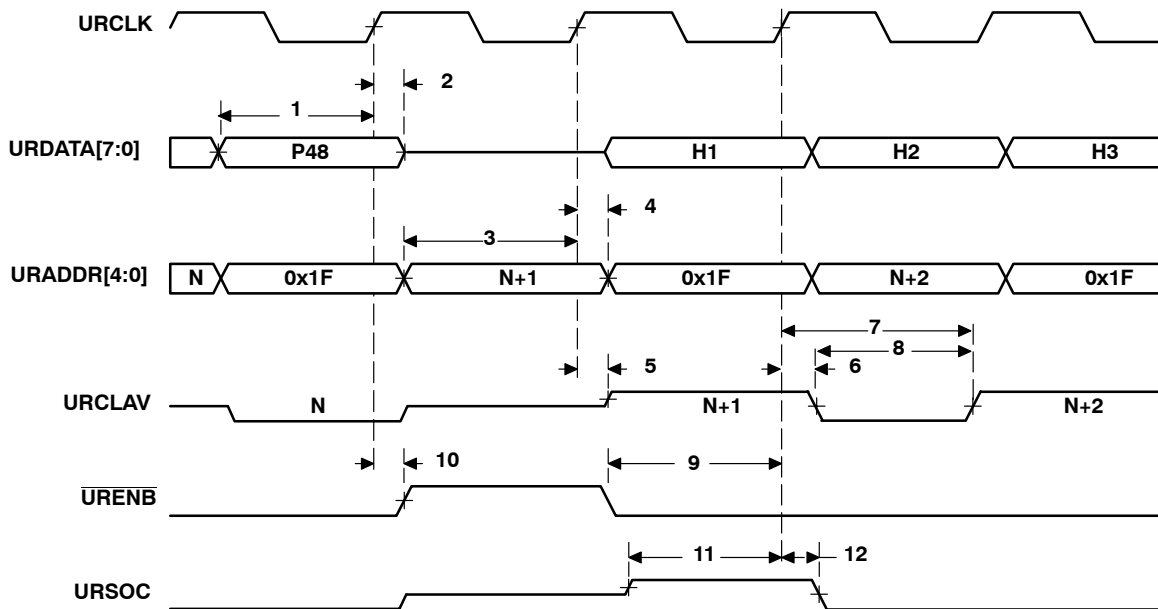 URCLK
1
2
URDATA[7:0]
P48
H1
H2
H3
4
3
URADDR[4:0]
N
0x1F
N+1
0x1F
N+2
0x1F
7
8
5
6
URCLAV
N
N+1
N+2
10
9
URENB
11
12
URSOC